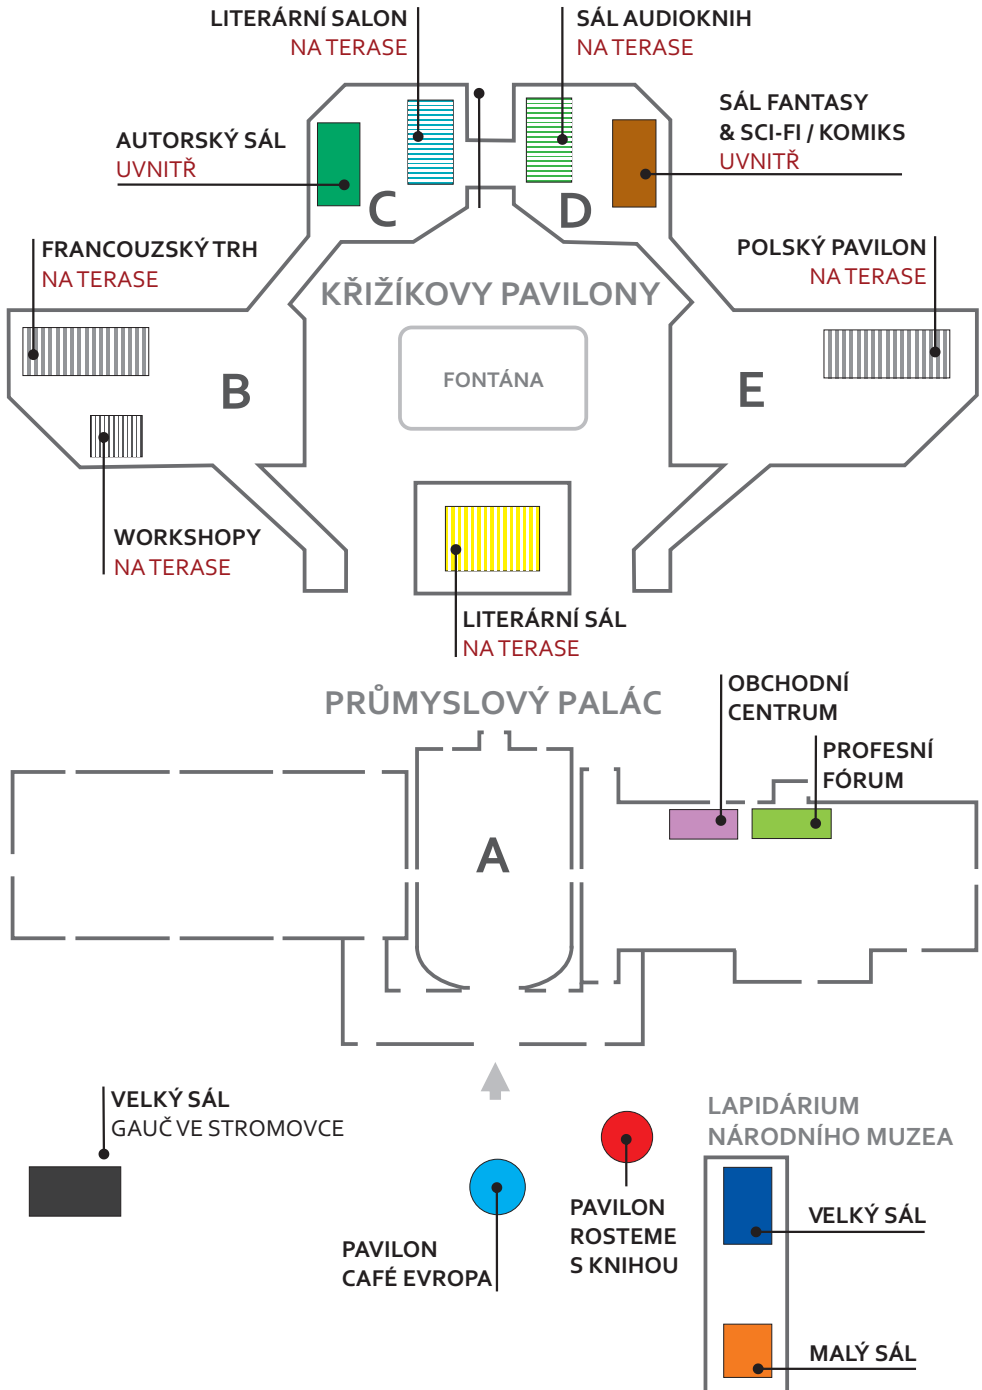 LITERÁRNÍ SALON
NA TERASE
SÁL AUDIOKNIH
NA TERASE
SÁL FANTASY
& SCI-FI / KOMIKS
UVNITŘ
AUTORSKÝ SÁL
UVNITŘ
C
D
FRANCOUZSKÝ TRH
NA TERASE
POLSKÝ PAVILON
NA TERASE
KŘIŽÍKOVY PAVILONY
FONTÁNA
B
E
WORKSHOPY
NA TERASE
LITERÁRNÍ SÁL
NA TERASE
PRŮMYSLOVÝ PALÁC
OBCHODNÍ
CENTRUM
PROFESNÍ
FÓRUM
A
VELKÝ SÁL
GAUČ VE STROMOVCE
LAPIDÁRIUM
NÁRODNÍHO MUZEA
PAVILON
ROSTEME
S KNIHOU
VELKÝ SÁL
PAVILON
CAFÉ EVROPA
MALÝ SÁL